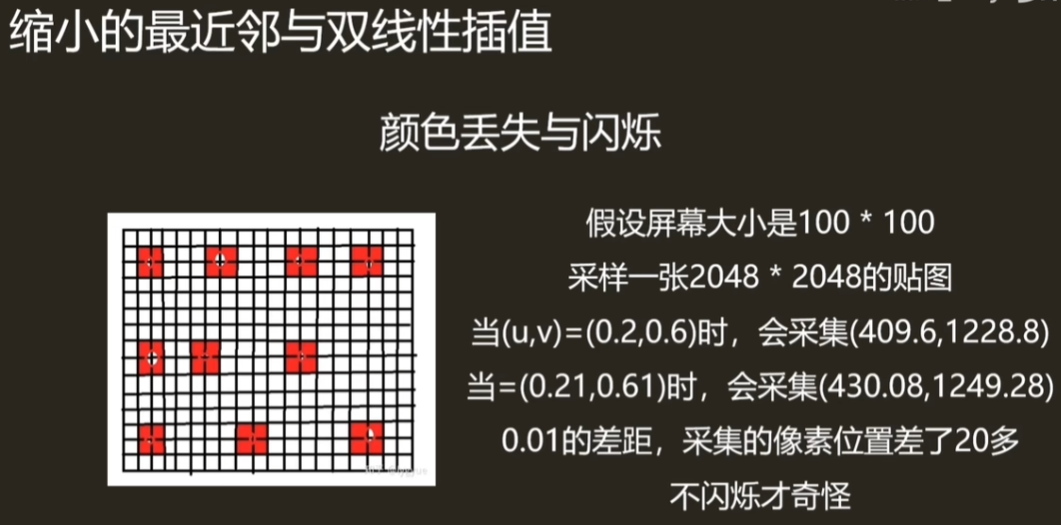 缩小的最近邻与双线性插值
颜色丢失与闪烁
假设屏幕大小是100 * 100
采样一张2048 * 2048的贴图
当(u,v)=(0.2,0.6)时，会采集(409.6,1228.8)
当=(0.21,0.61)时，会采集(430.08,1249.28)
0.01的差距，采集的像素位置差了20多
不闪烁才奇怪